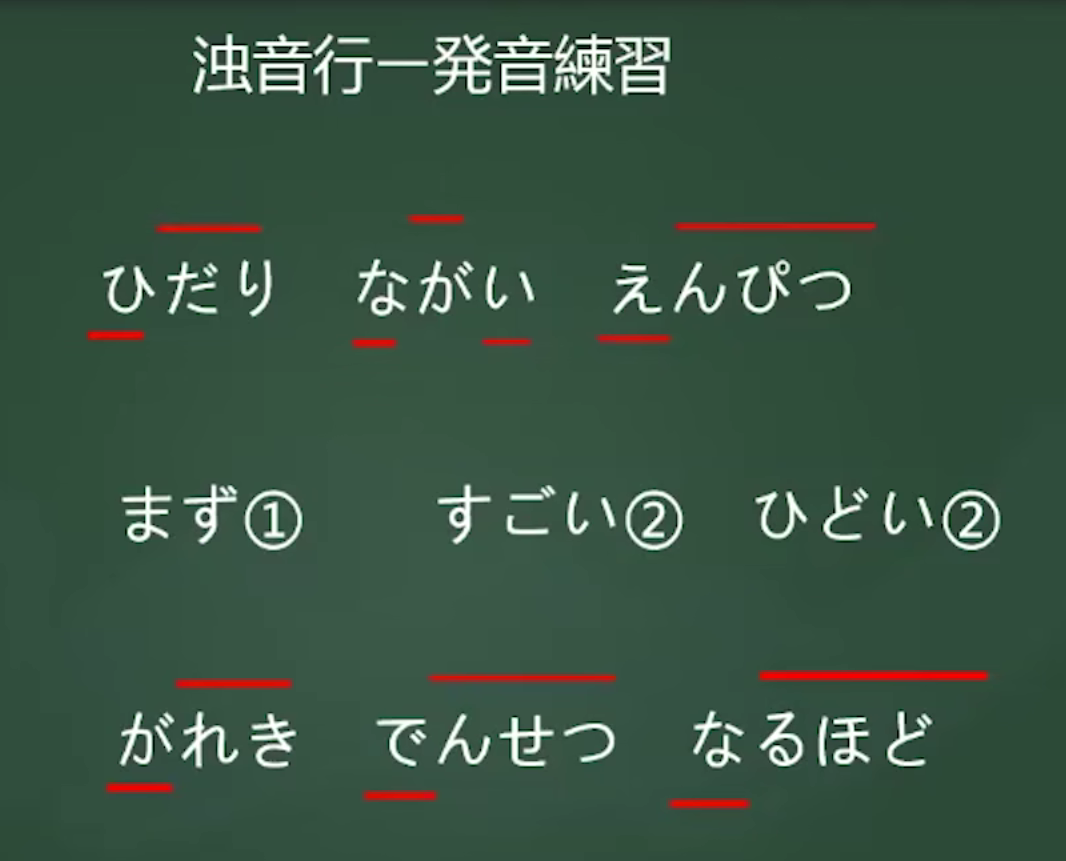 浊音行一発音練習
ひだり ながい えんぴつ
まず① すごい② ひどい②
がれき でんせつ なるほど